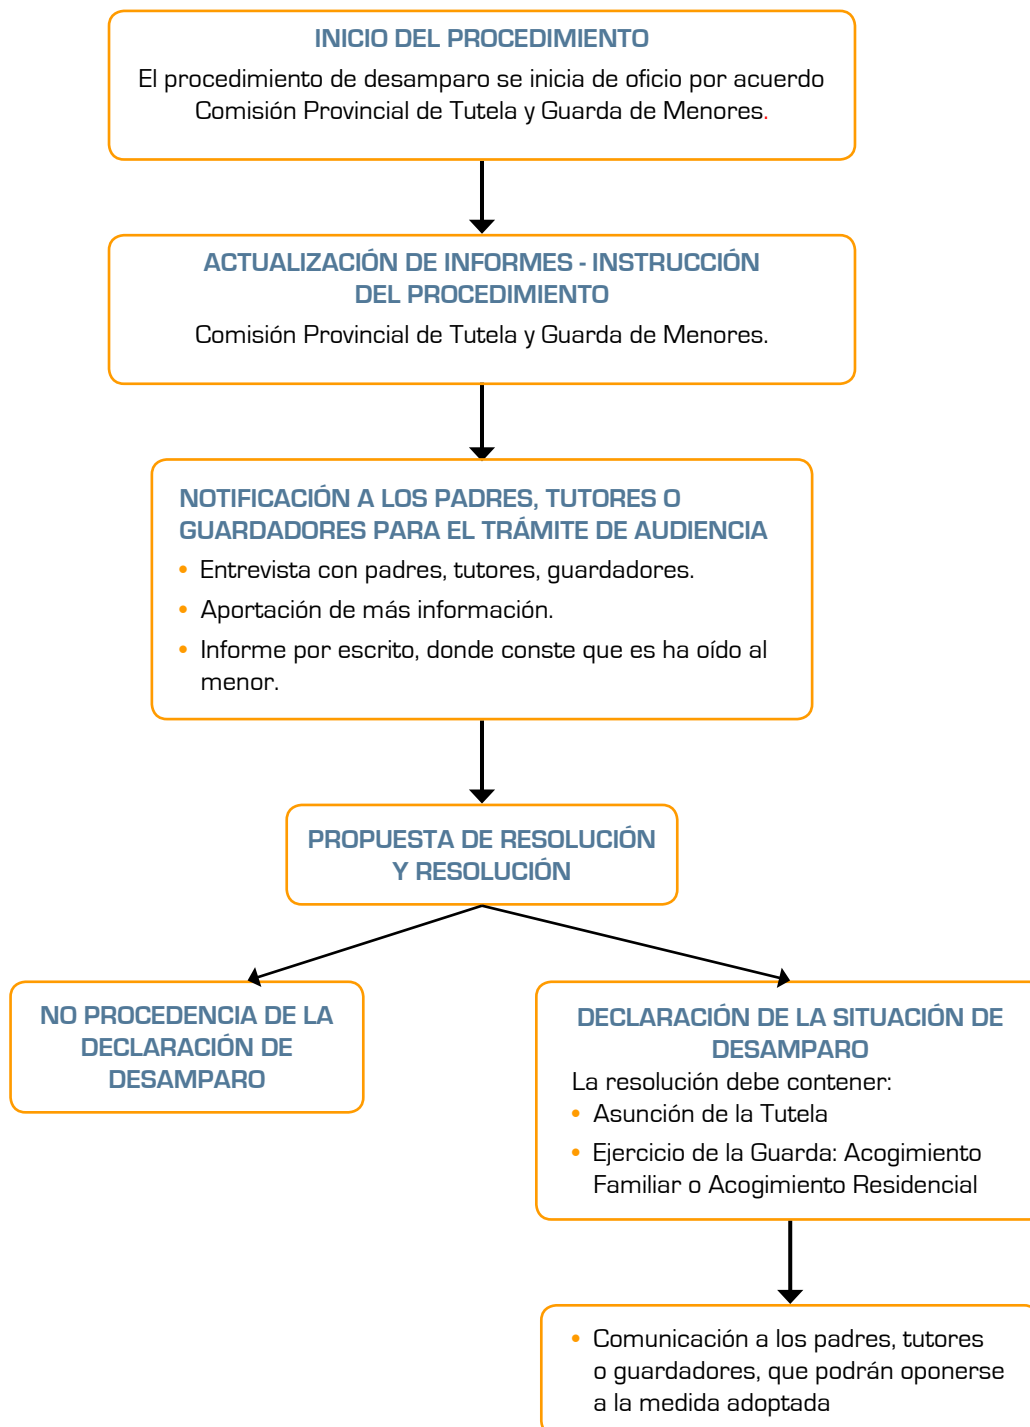 INICIO DEL PROCEDIMIENTO
El procedimiento de desamparo se inicia de oficio por acuerdo
Comisión Provincial de Tutela y Guarda de Menores.
ACTUALIZACIÓN DE INFORMES - INSTRUCCIÓN
DEL PROCEDIMIENTO
Comisión Provincial de Tutela y Guarda de Menores.
NOTIFICACIÓN A LOS PADRES, TUTORES O
GUARDADORES PARA EL TRÁMITE DE AUDIENCIA
• Entrevista con padres, tutores, guardadores.
• Aportación de más información.
• Informe por escrito, donde conste que es ha oído al
menor.
PROPUESTA DE RESOLUCIÓN
Y RESOLUCIÓN
NO PROCEDENCIA DE LA
DECLARACIÓN DE
DESAMPARO
DECLARACIÓN DE LA SITUACIÓN DE
DESAMPARO
La resolución debe contener:
• Asunción de la Tutela
• Ejercicio de la Guarda: Acogimiento
Familiar o Acogimiento Residencial
• Comunicación a los padres, tutores
o guardadores, que podrán oponerse
a la medida adoptada